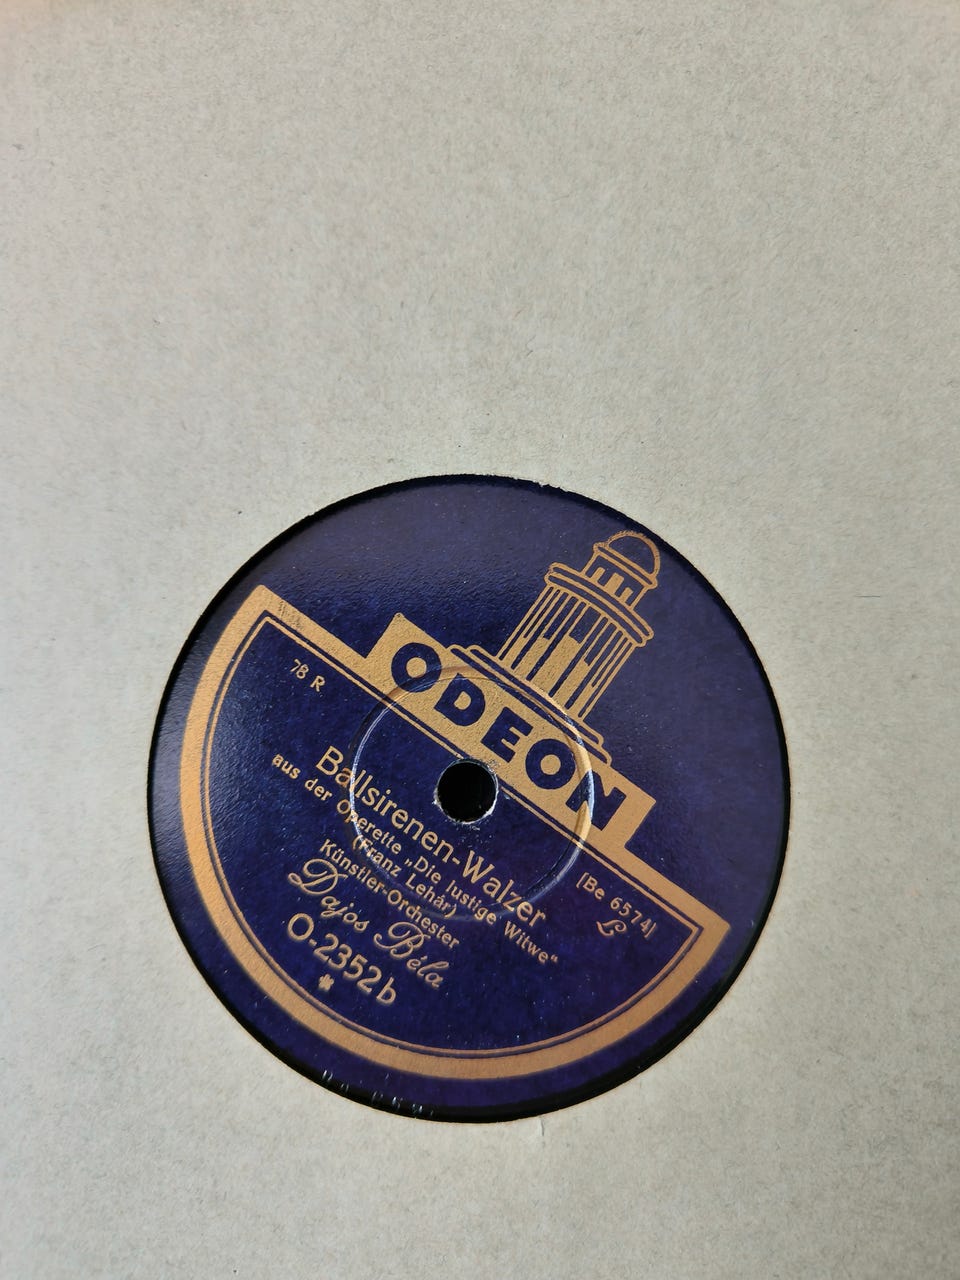 ODEON
78 R
[Be 6574]
L
Ballsirenen-Walzer
aus der Operette „Die lustige Witwe“
(Franz Lehár)
Künstler-Orchester
Dajos Béla
O-2352b